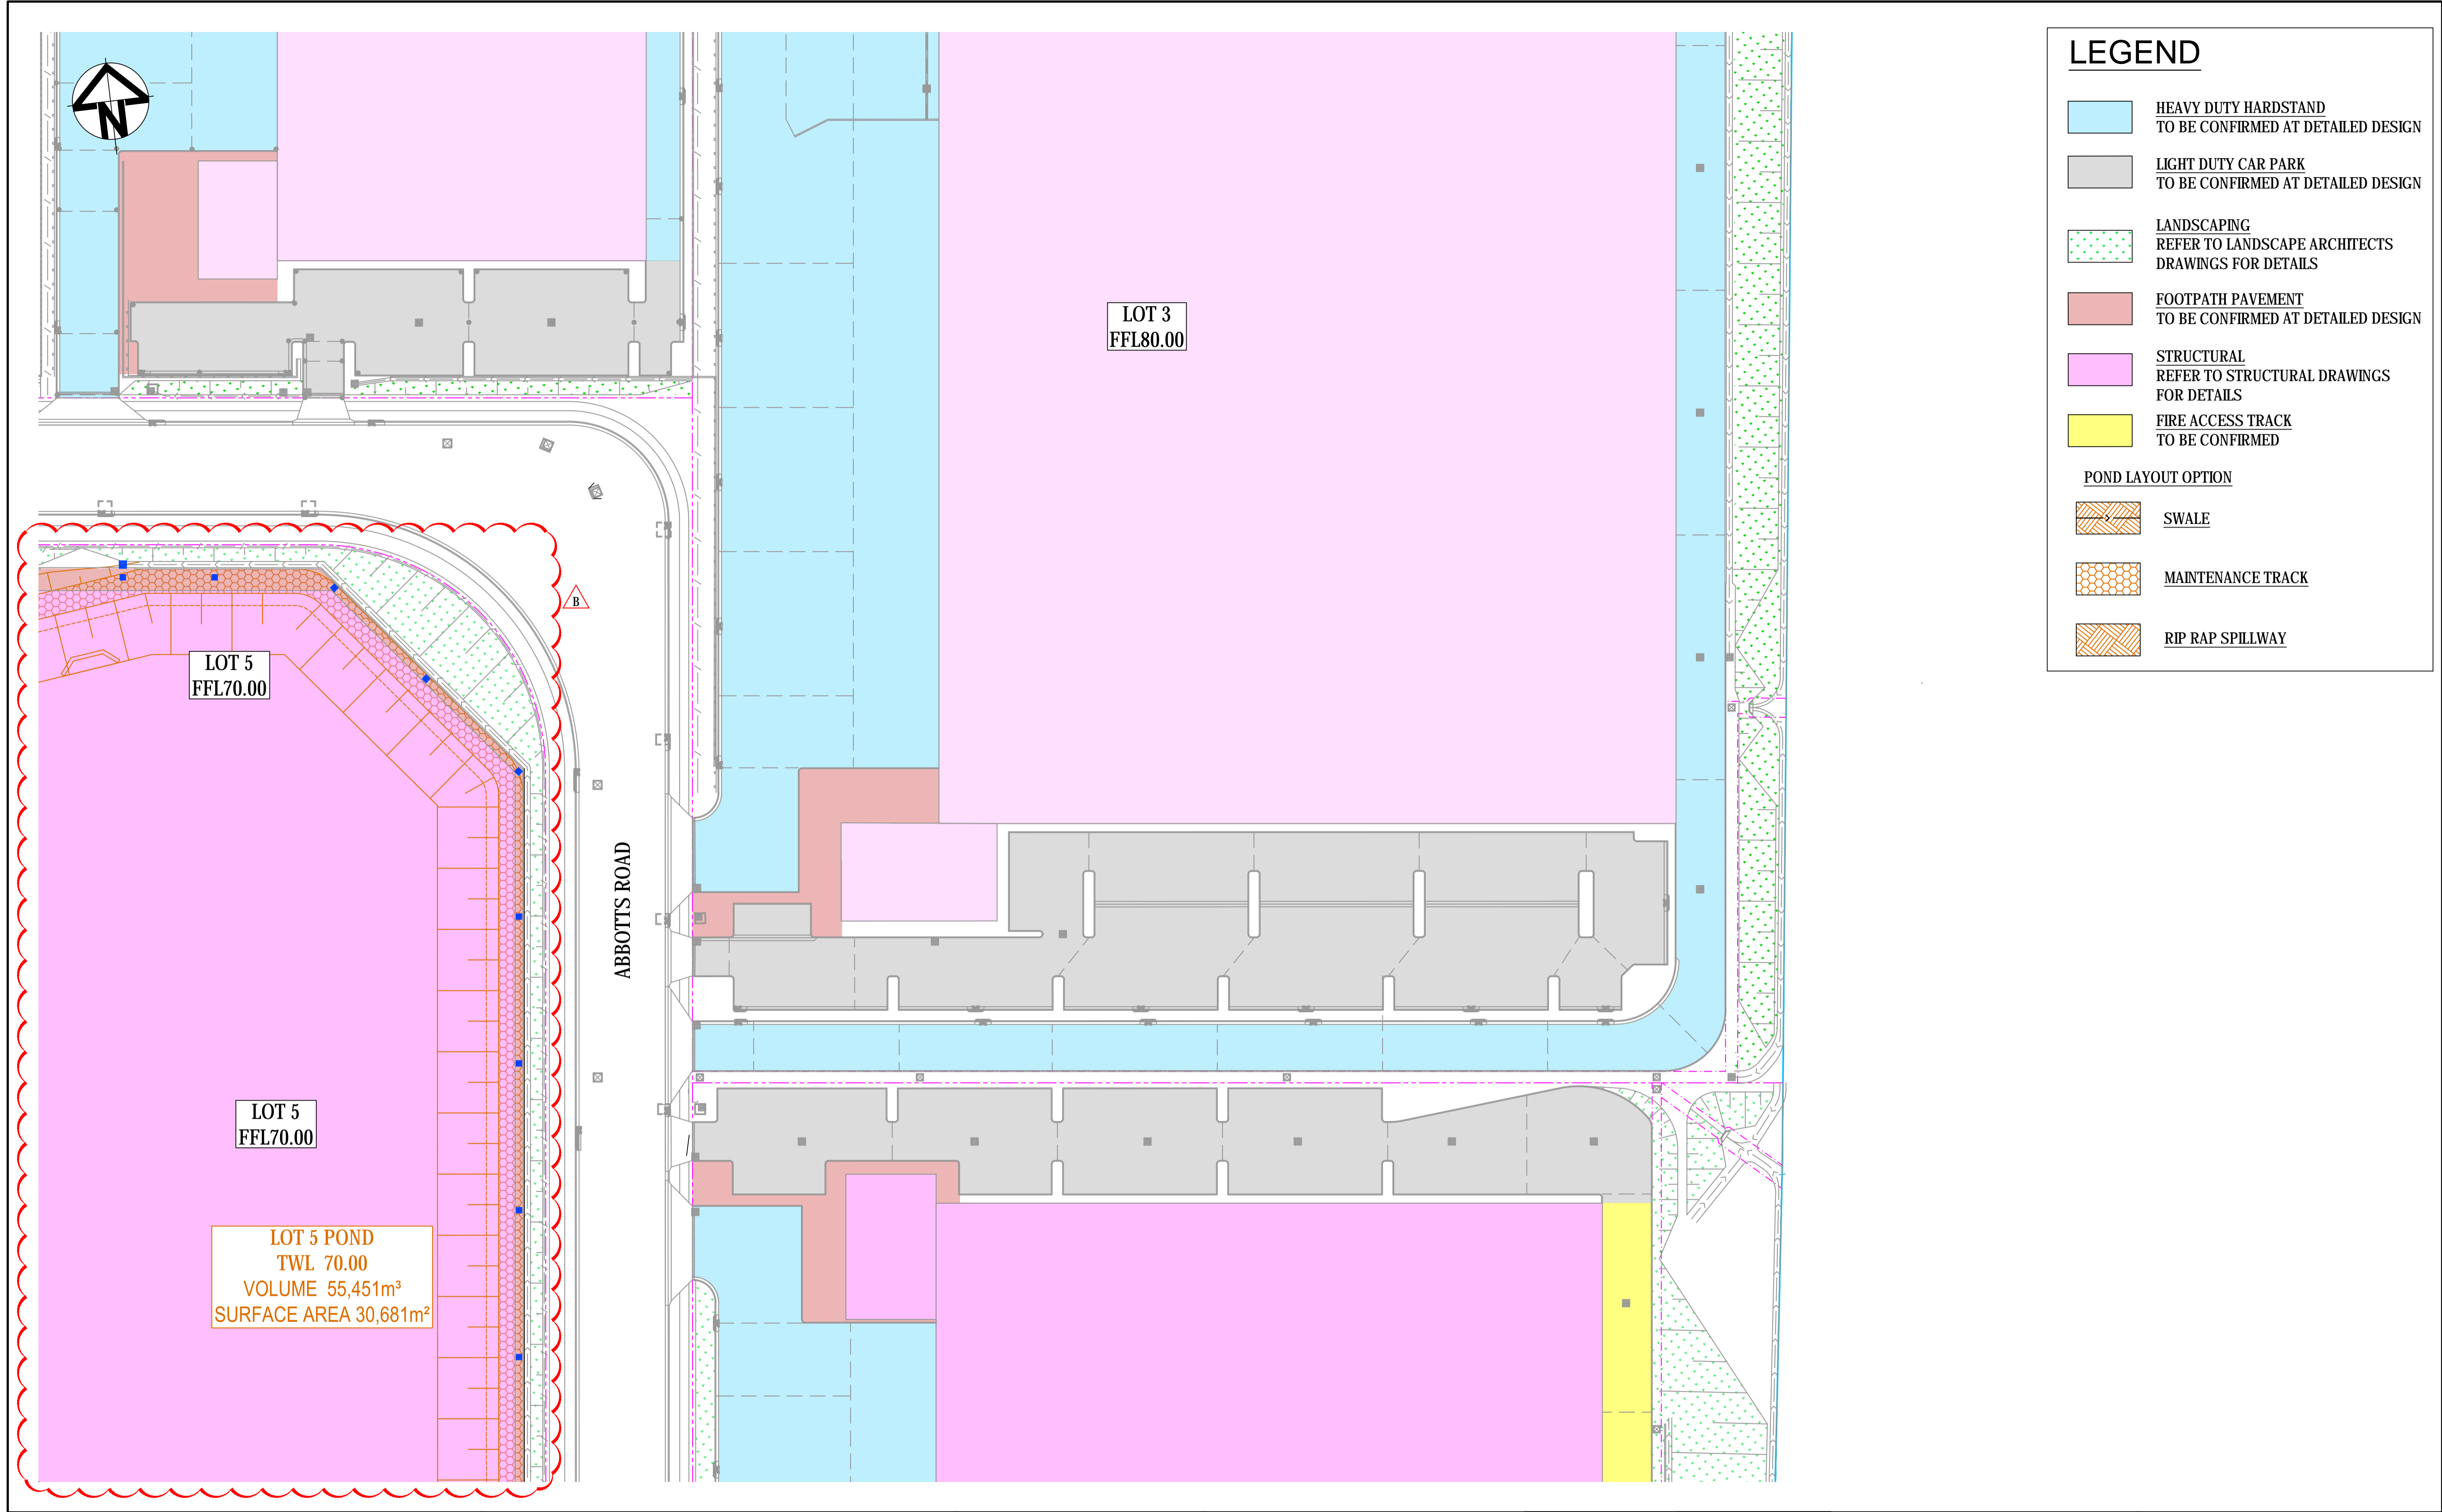 N
LOT 3
FFL80.00
B
LOT 5
FFL70.00
ABBOTTS ROAD
LOT 5
FFL70.00
LOT 5 POND
TWL 70.00
VOLUME 55,451m³
SURFACE AREA 30,681m²
LEGEND
HEAVY DUTY HARDSTAND
TO BE CONFIRMED AT DETAILED DESIGN
LIGHT DUTY CAR PARK
TO BE CONFIRMED AT DETAILED DESIGN
LANDSCAPING
REFER TO LANDSCAPE ARCHITECTS
DRAWINGS FOR DETAILS
FOOTPATH PAVEMENT
TO BE CONFIRMED AT DETAILED DESIGN
STRUCTURAL
REFER TO STRUCTURAL DRAWINGS
FOR DETAILS
FIRE ACCESS TRACK
TO BE CONFIRMED
POND LAYOUT OPTION
SWALE
MAINTENANCE TRACK
RIP RAP SPILLWAY